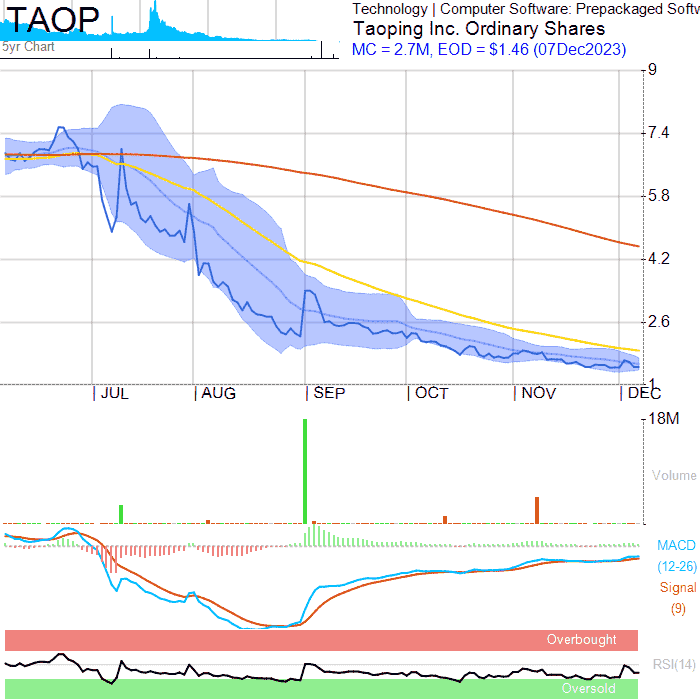 TAOP
5yr Chart
Technology | Computer Software: Prepackaged Softw
Taoping Inc. Ordinary Shares
MC = 2.7M, EOD = $1.46 (07Dec2023)
9
7.4
5.8
4.2
2.6
1
JUL
AUG
SEP
OCT
NOV
DEC
18M
Volume
MACD
(12-26)
Signal
(9)
Overbought
RSI(14)
Oversold